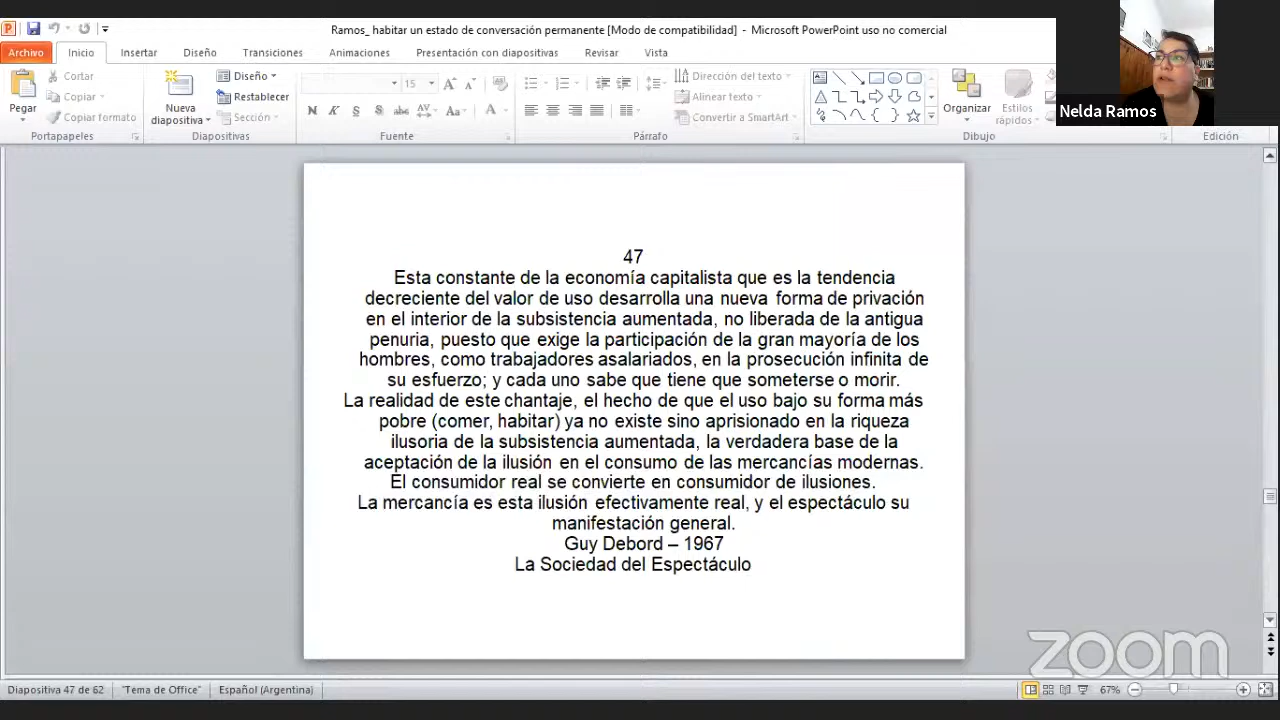 Ramos_ habitar un estado de conversación permanente [Modo de compatibilidad] - Microsoft PowerPoint uso no comercial
Archivo Inicio Insertar Diseño Transiciones Animaciones Presentación con diapositivas Revisar Vista
Pegar
Cortar
Copiar
Copiar formato
Portapapeles
Nueva diapositiva
Diseño
Restablecer
Sección
Diapositivas
15
N K S S abc AV Aa A
Fuente
Dirección del texto
Alinear texto
Convertir a SmartArt
Párrafo
Organizar
Estilos rápidos
Dibujo
Edición
Nelda Ramos
47
Esta constante de la economía capitalista que es la tendencia
decreciente del valor de uso desarrolla una nueva forma de privación
en el interior de la subsistencia aumentada, no liberada de la antigua
penuria, puesto que exige la participación de la gran mayoría de los
hombres, como trabajadores asalariados, en la prosecución infinita de
su esfuerzo; y cada uno sabe que tiene que someterse o morir.
La realidad de este chantaje, el hecho de que el uso bajo su forma más
pobre (comer, habitar) ya no existe sino aprisionado en la riqueza
ilusoria de la subsistencia aumentada, la verdadera base de la
aceptación de la ilusión en el consumo de las mercancías modernas.
El consumidor real se convierte en consumidor de ilusiones.
La mercancía es esta ilusión efectivamente real, y el espectáculo su
manifestación general.
Guy Debord – 1967
La Sociedad del Espectáculo
zoom
Diapositiva 47 de 62 "Tema de Office" Español (Argentina) 67%